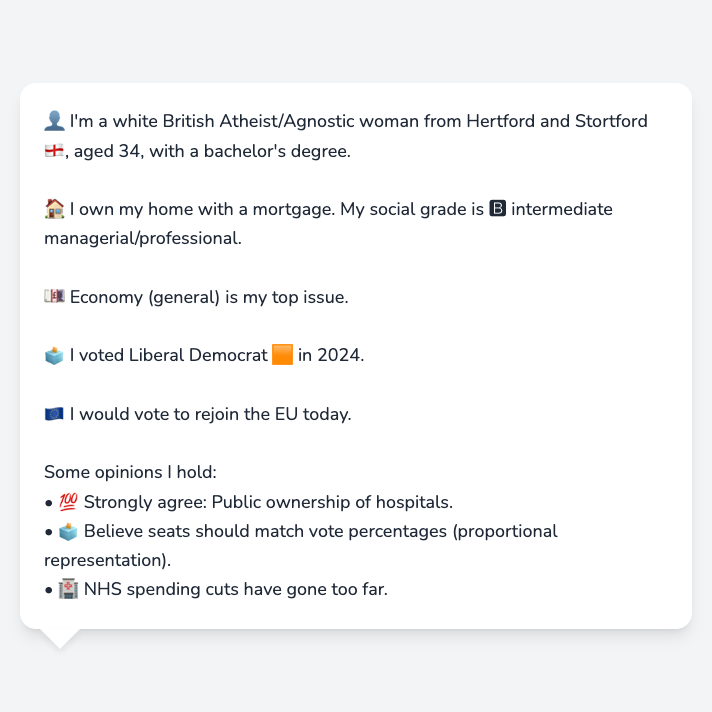 👤 I'm a white British Atheist/Agnostic woman from Hertford and Stortford
🏴󠁧󠁢󠁥󠁮󠁧󠁿, aged 34, with a bachelor's degree.
🏠 I own my home with a mortgage. My social grade is 🅱 intermediate
managerial/professional.
💷 Economy (general) is my top issue.
🗳️ I voted Liberal Democrat 🟧 in 2024.
🇪🇺 I would vote to rejoin the EU today.
Some opinions I hold:
• 💯 Strongly agree: Public ownership of hospitals.
• 🗳️ Believe seats should match vote percentages (proportional
representation).
• 🏥 NHS spending cuts have gone too far.